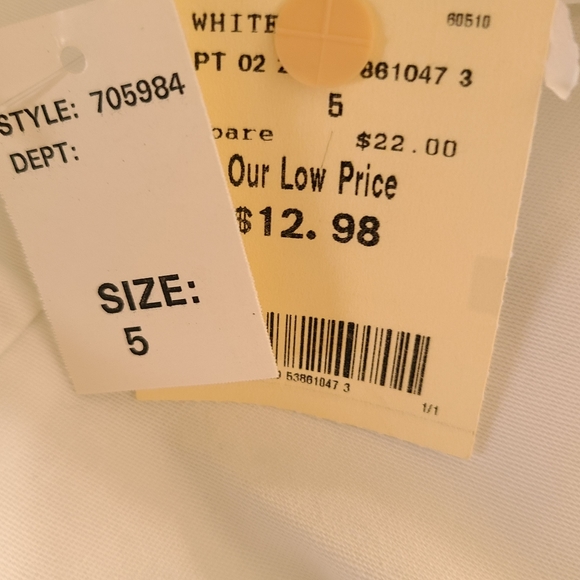 STYLE: 705984
DEPT:
SIZE:
5
WHITE
60510
PT 02 861047 3
5
pare $22.00
Our Low Price
$12.98
53861047 3
1/1